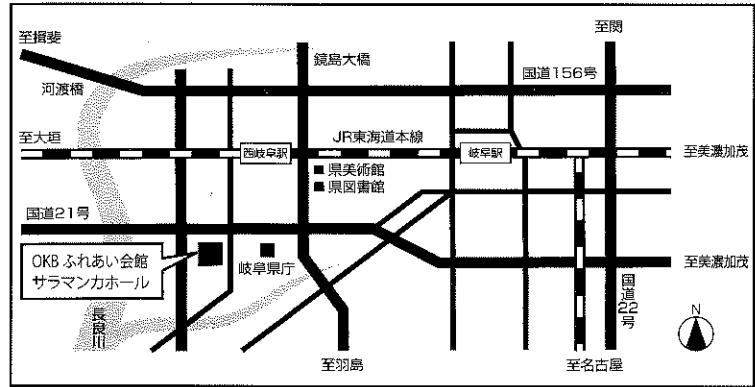 至関
至揖斐
鏡島大橋
国道156号
河渡橋
至大垣
JR東海道本線
西岐阜駅
岐阜駅
至美濃加茂
■県美術館
■県図書館
国道21号
OKB ふれあい会館
サラマンカホール
岐阜県庁
至美濃加茂
国道22号
長良川
N
至羽島
至名古屋